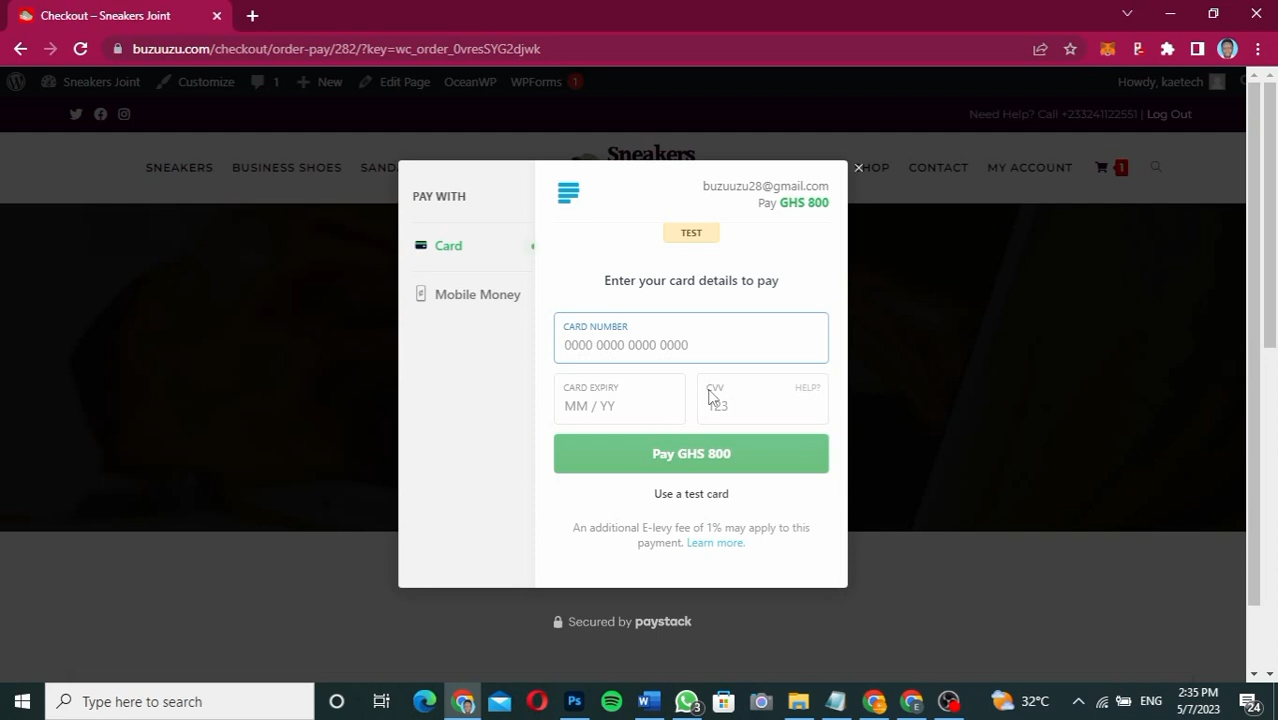 Checkout – Sneakers Joint
buzuuzu.com/checkout/order-pay/282/?key=wc_order_0vresSYG2djwk
Sneakers Joint Customize 1 New Edit Page OceanWP WPForms 1 Howdy, kaetech
Need Help? Call +233241122551 | Log Out
SNEAKERS BUSINESS SHOES Sneakers CONTACT MY ACCOUNT 1
PAY WITH
Card
Mobile Money
buzuuzu28@gmail.com
Pay GHS 800
TEST
Enter your card details to pay
CARD NUMBER
0000 0000 0000 0000
CARD EXPIRY
MM / YY
CVV HELP?
123
Pay GHS 800
Use a test card
An additional E-levy fee of 1% may apply to this
payment. Learn more.
Secured by paystack
Type here to search
3
32°C
ENG
2:35 PM
5/7/2023
24